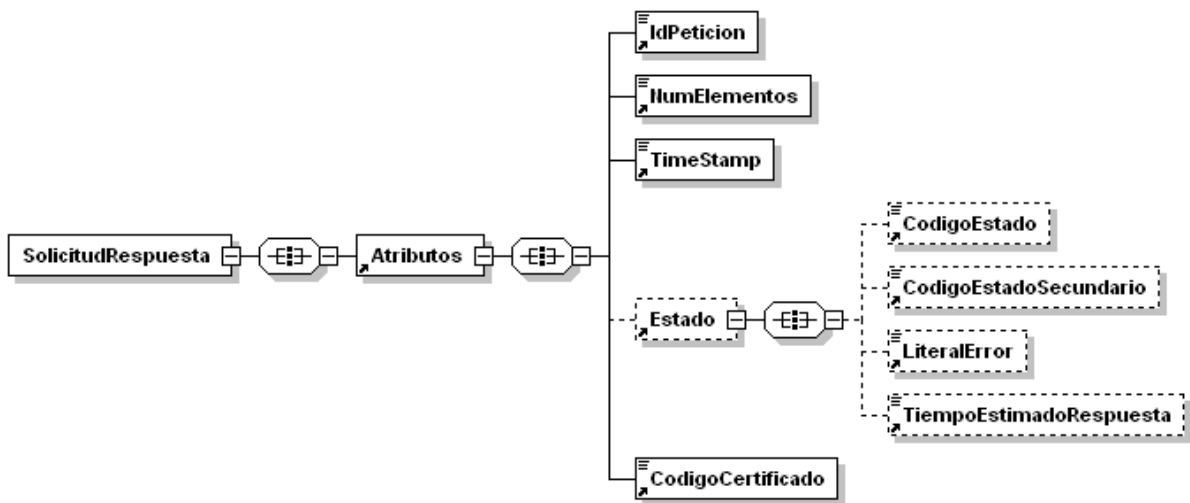 IdPeticion
NumElementos
TimeStamp
SolicitudRespuesta
Atributos
Estado
CodigoEstado
CodigoEstadoSecundario
LiteralError
TiempoEstimadoRespuesta
CodigoCertificado